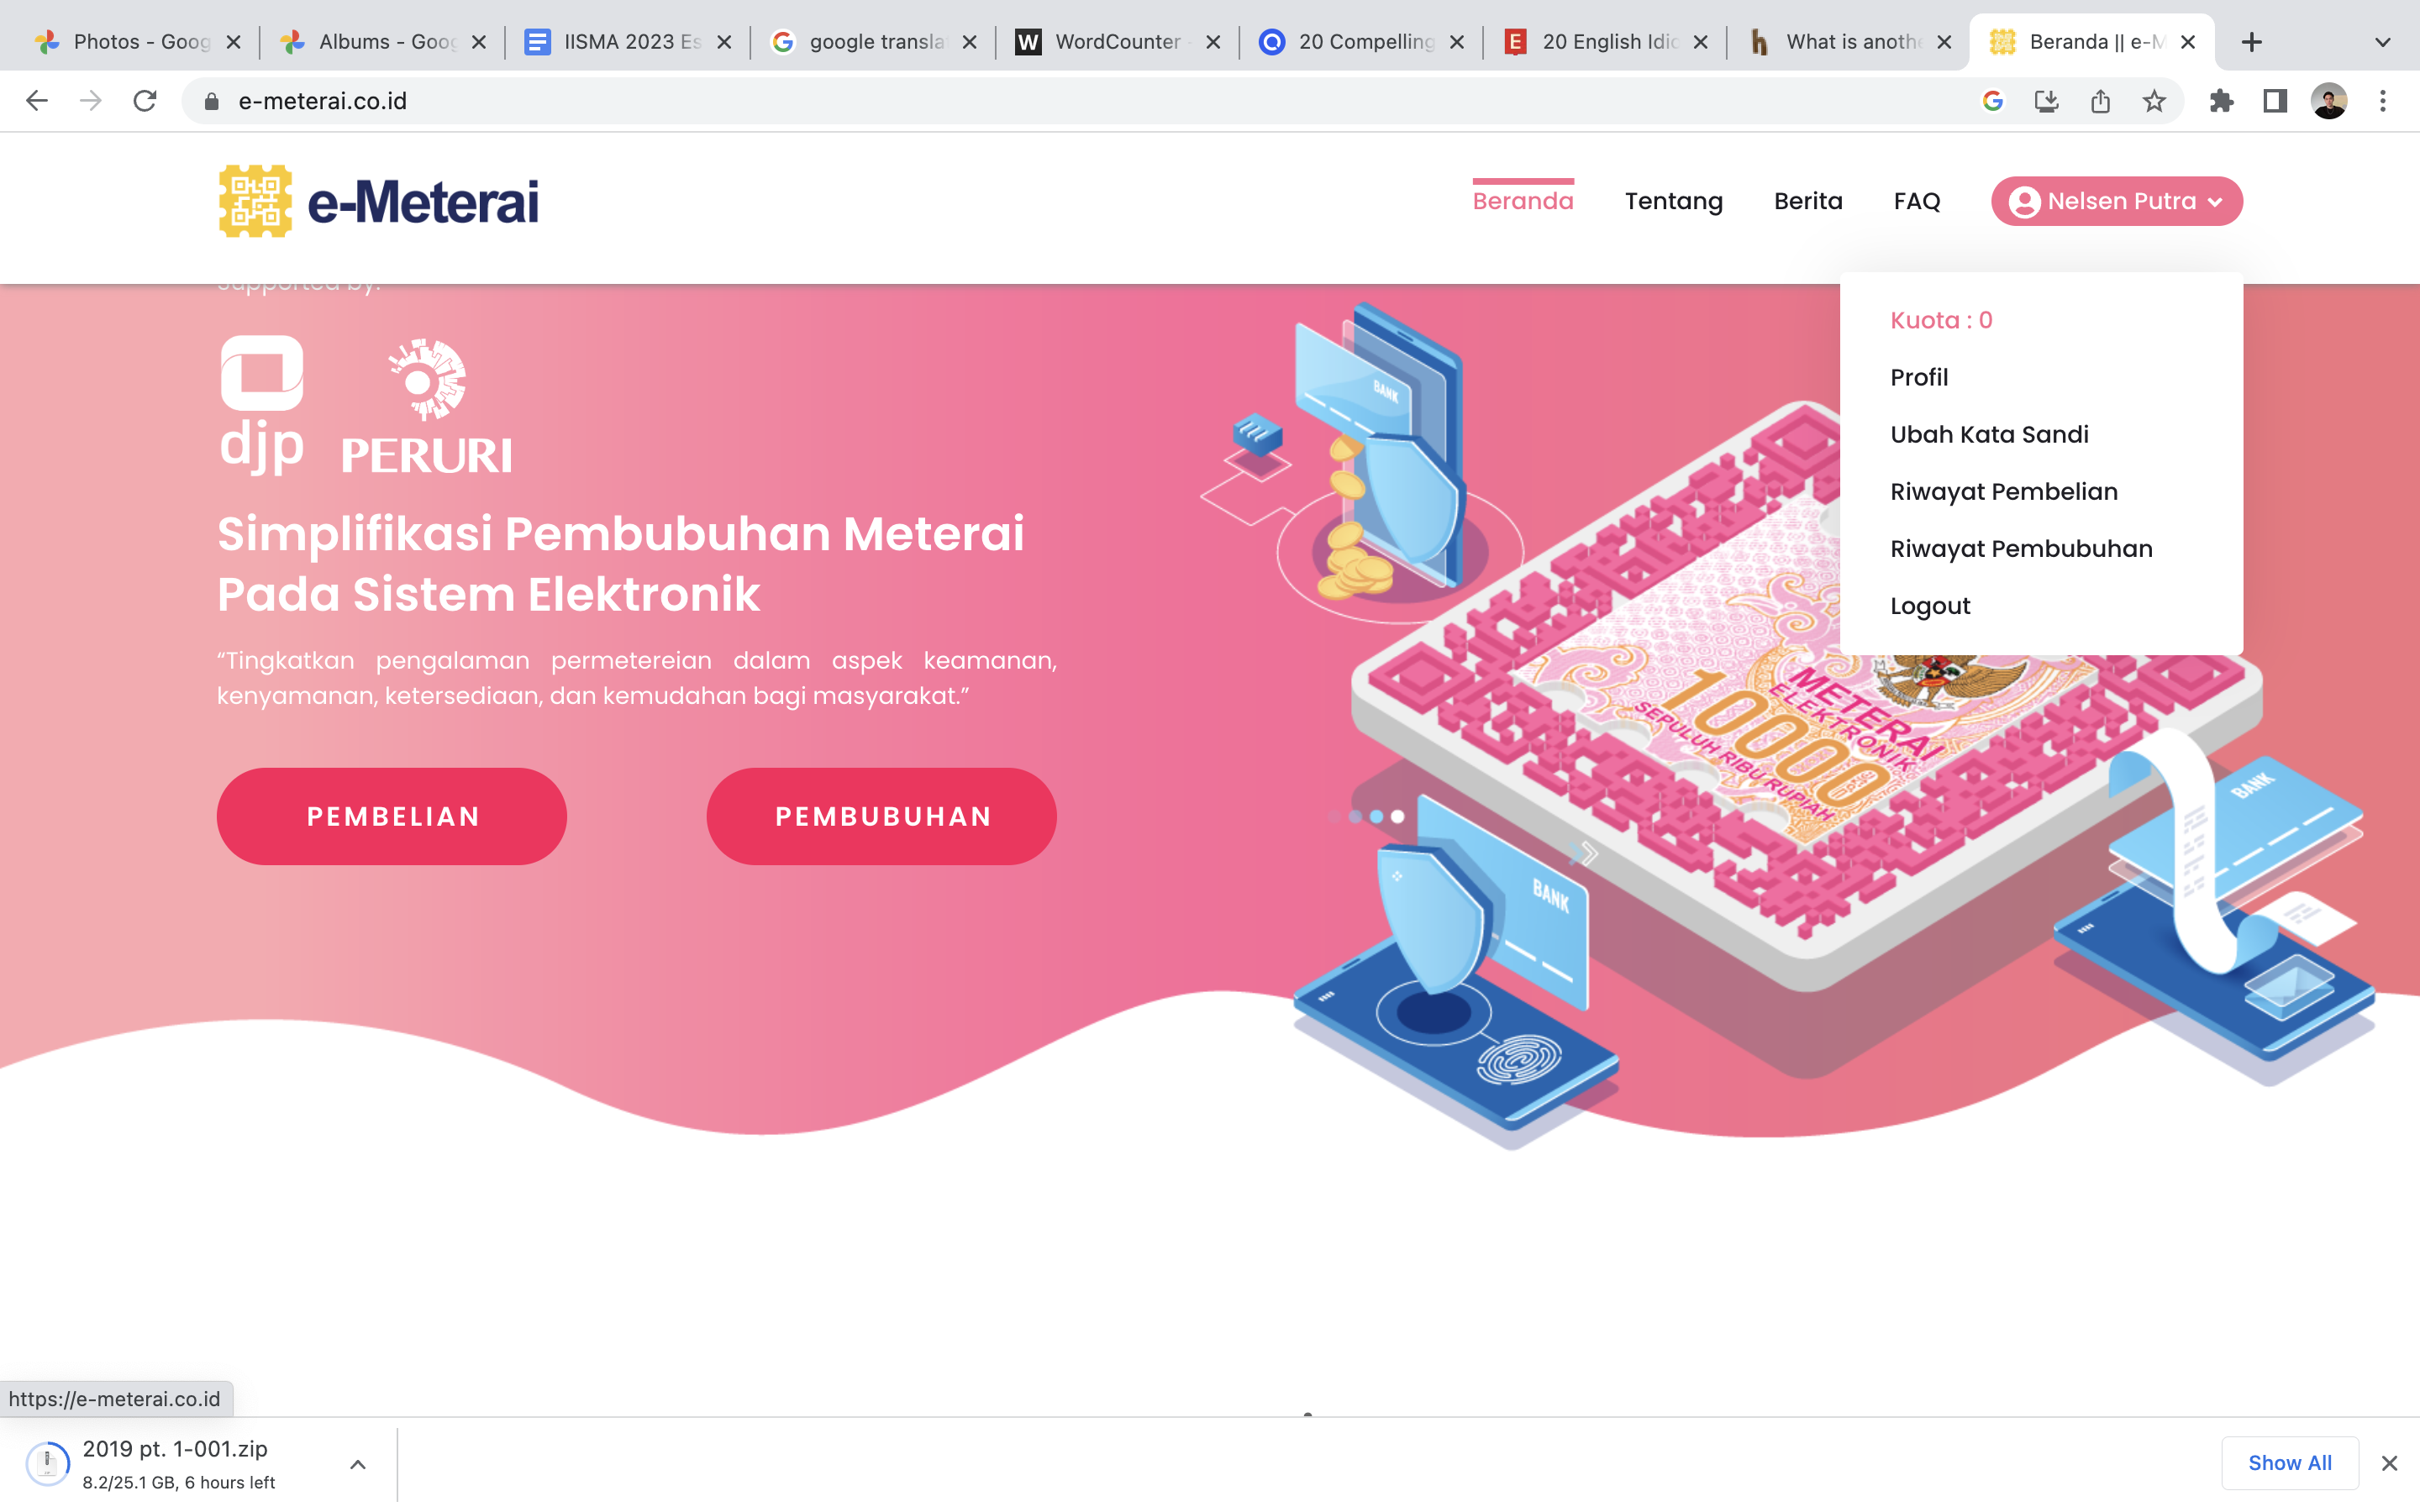 Photos - Goog
Albums - Goog
IISMA 2023 Es
google transla
WordCounter -
20 Compelling
20 English Idio
What is anothe
Beranda || e-M
e-meterai.co.id
e-Meterai
Beranda
Tentang
Berita
FAQ
Nelsen Putra
Supported by:
djp
PERURI
Simplifikasi Pembubuhan Meterai
Pada Sistem Elektronik
“Tingkatkan pengalaman permetereian dalam aspek keamanan,
kenyamanan, ketersediaan, dan kemudahan bagi masyarakat.”
PEMBELIAN
PEMBUBUHAN
Kuota : 0
Profil
Ubah Kata Sandi
Riwayat Pembelian
Riwayat Pembubuhan
Logout
BANK
METERAI
ELEKTRONIK
10000
SEPULUH RIBU RUPIAH
BANK
BANK
https://e-meterai.co.id
2019 pt. 1-001.zip
8.2/25.1 GB, 6 hours left
Show All